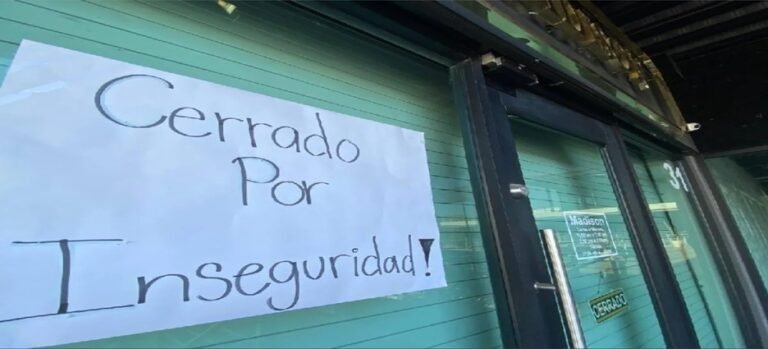 Cerrado
Por
Inseguridad!
31
Madison
CERRADO